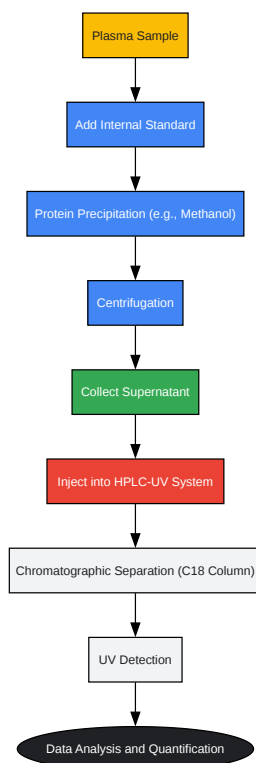 Plasma Sample
Add Internal Standard
Protein Precipitation (e.g., Methanol)
Centrifugation
Collect Supernatant
Inject into HPLC-UV System
Chromatographic Separation (C18 Column)
UV Detection
Data Analysis and Quantification